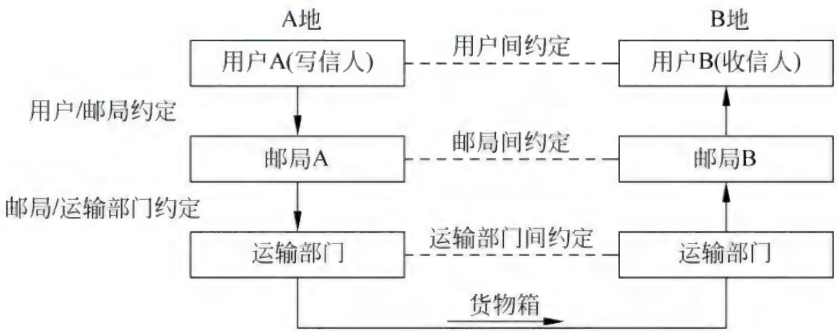 A地
B地
用户A(写信人)
用户间约定
用户B(收信人)
用户/邮局约定
邮局A
邮局间约定
邮局B
邮局/运输部门约定
运输部门
运输部门间约定
运输部门
货物箱